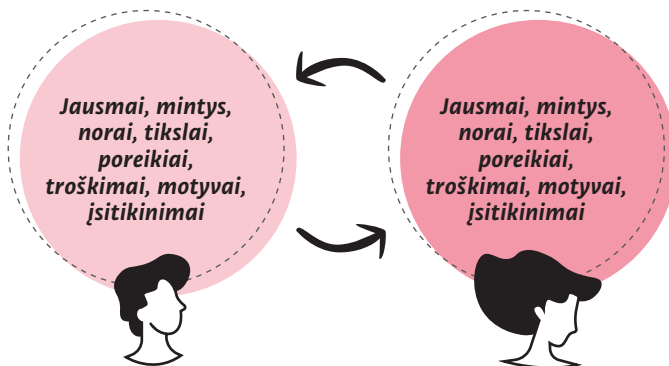 Jausmai, mintys,
norai, tikslai,
poreikiai,
troškimai, motyvai,
įsitikinimai
Jausmai, mintys,
norai, tikslai,
poreikiai,
troškimai, motyvai,
įsitikinimai